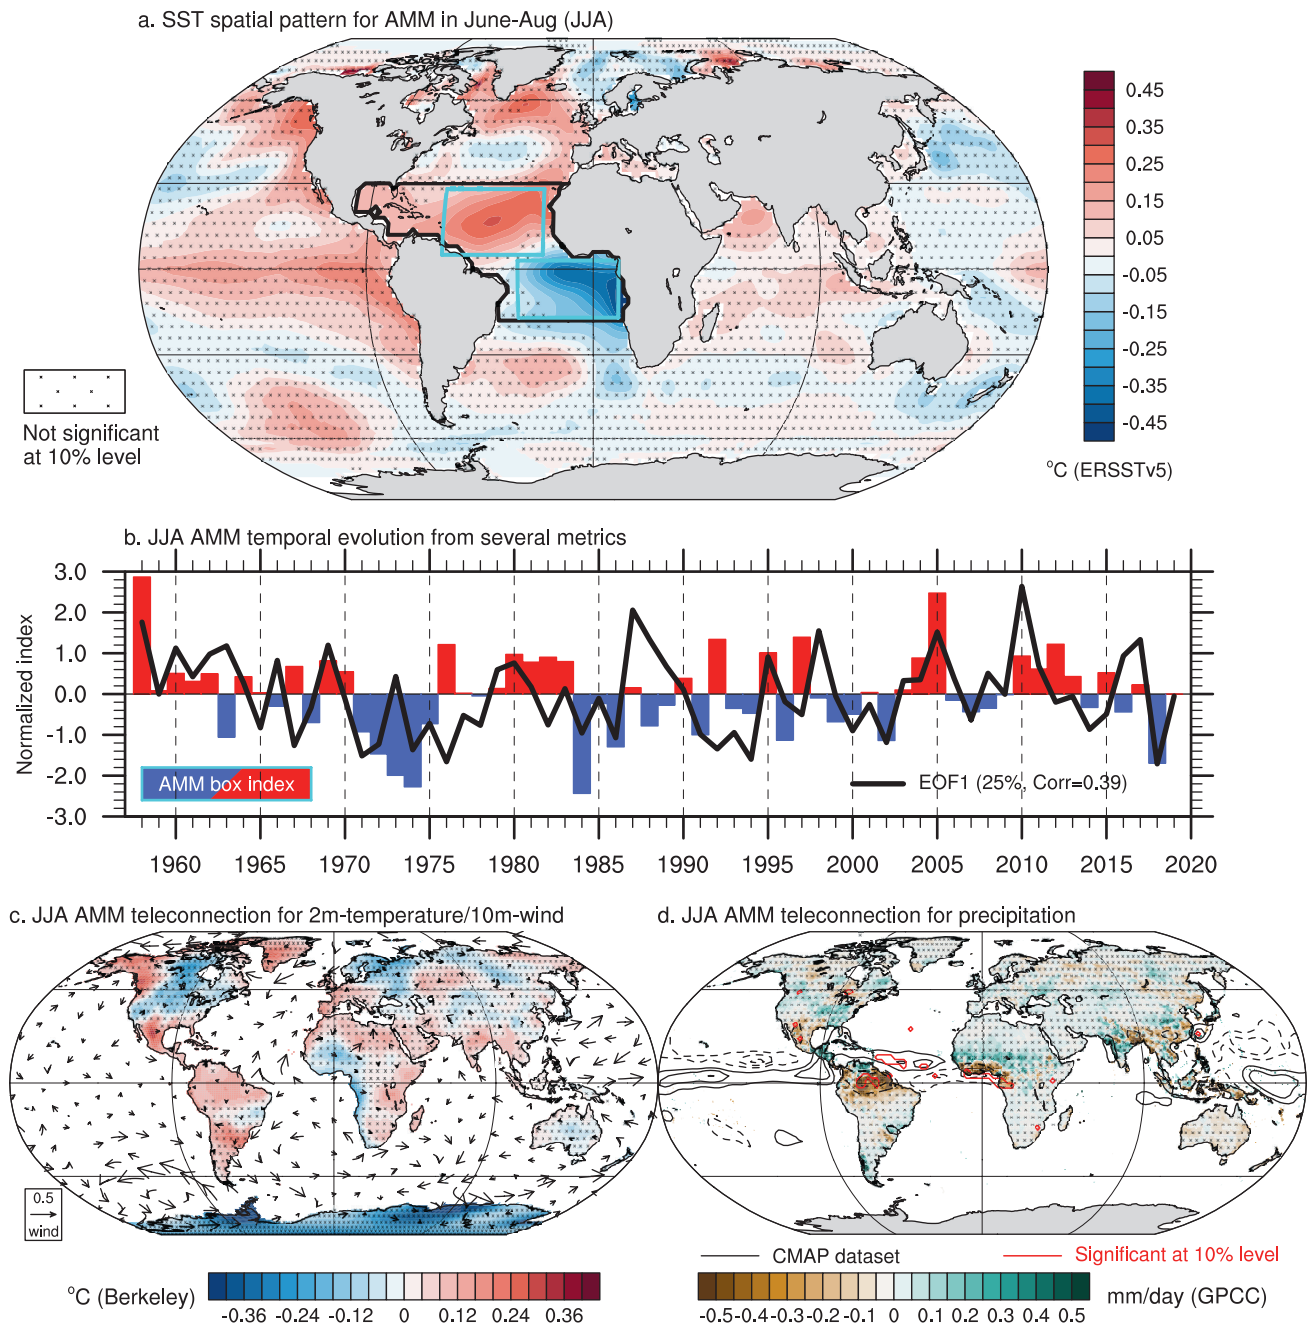 a. SST spatial pattern for AMM in June-Aug (JJA)
0.45
0.35
0.25
0.15
0.05
-0.05
-0.15
-0.25
-0.35
-0.45
°C (ERSSTv5)
Not significant
at 10% level
b. JJA AMM temporal evolution from several metrics
Normalized index
3.0
2.0
1.0
0.0
-1.0
-2.0
-3.0
AMM box index
EOF1 (25%, Corr=0.39)
1960 1965 1970 1975 1980 1985 1990 1995 2000 2005 2010 2015 2020
c. JJA AMM teleconnection for 2m-temperature/10m-wind
0.5
wind
°C (Berkeley)
-0.36 -0.24 -0.12 0 0.12 0.24 0.36
d. JJA AMM teleconnection for precipitation
CMAP dataset
Significant at 10% level
-0.5 -0.4 -0.3 -0.2 -0.1 0 0.1 0.2 0.3 0.4 0.5
mm/day (GPCC)